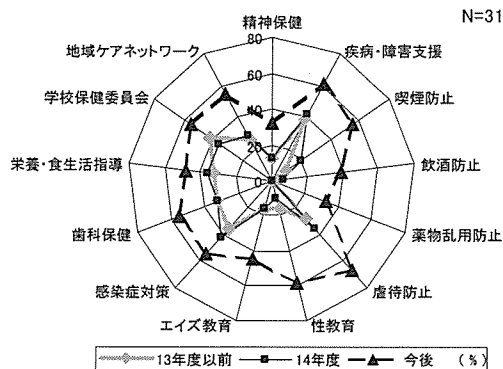 N=31
精神保健
疾病・障害支援
喫煙防止
飲酒防止
薬物乱用防止
虐待防止
性教育
エイズ教育
感染症対策
歯科保健
栄養・食生活指導
学校保健委員会
地域ケアネットワーク
80
60
40
20
0
13年度以前 14年度 今後 (%)